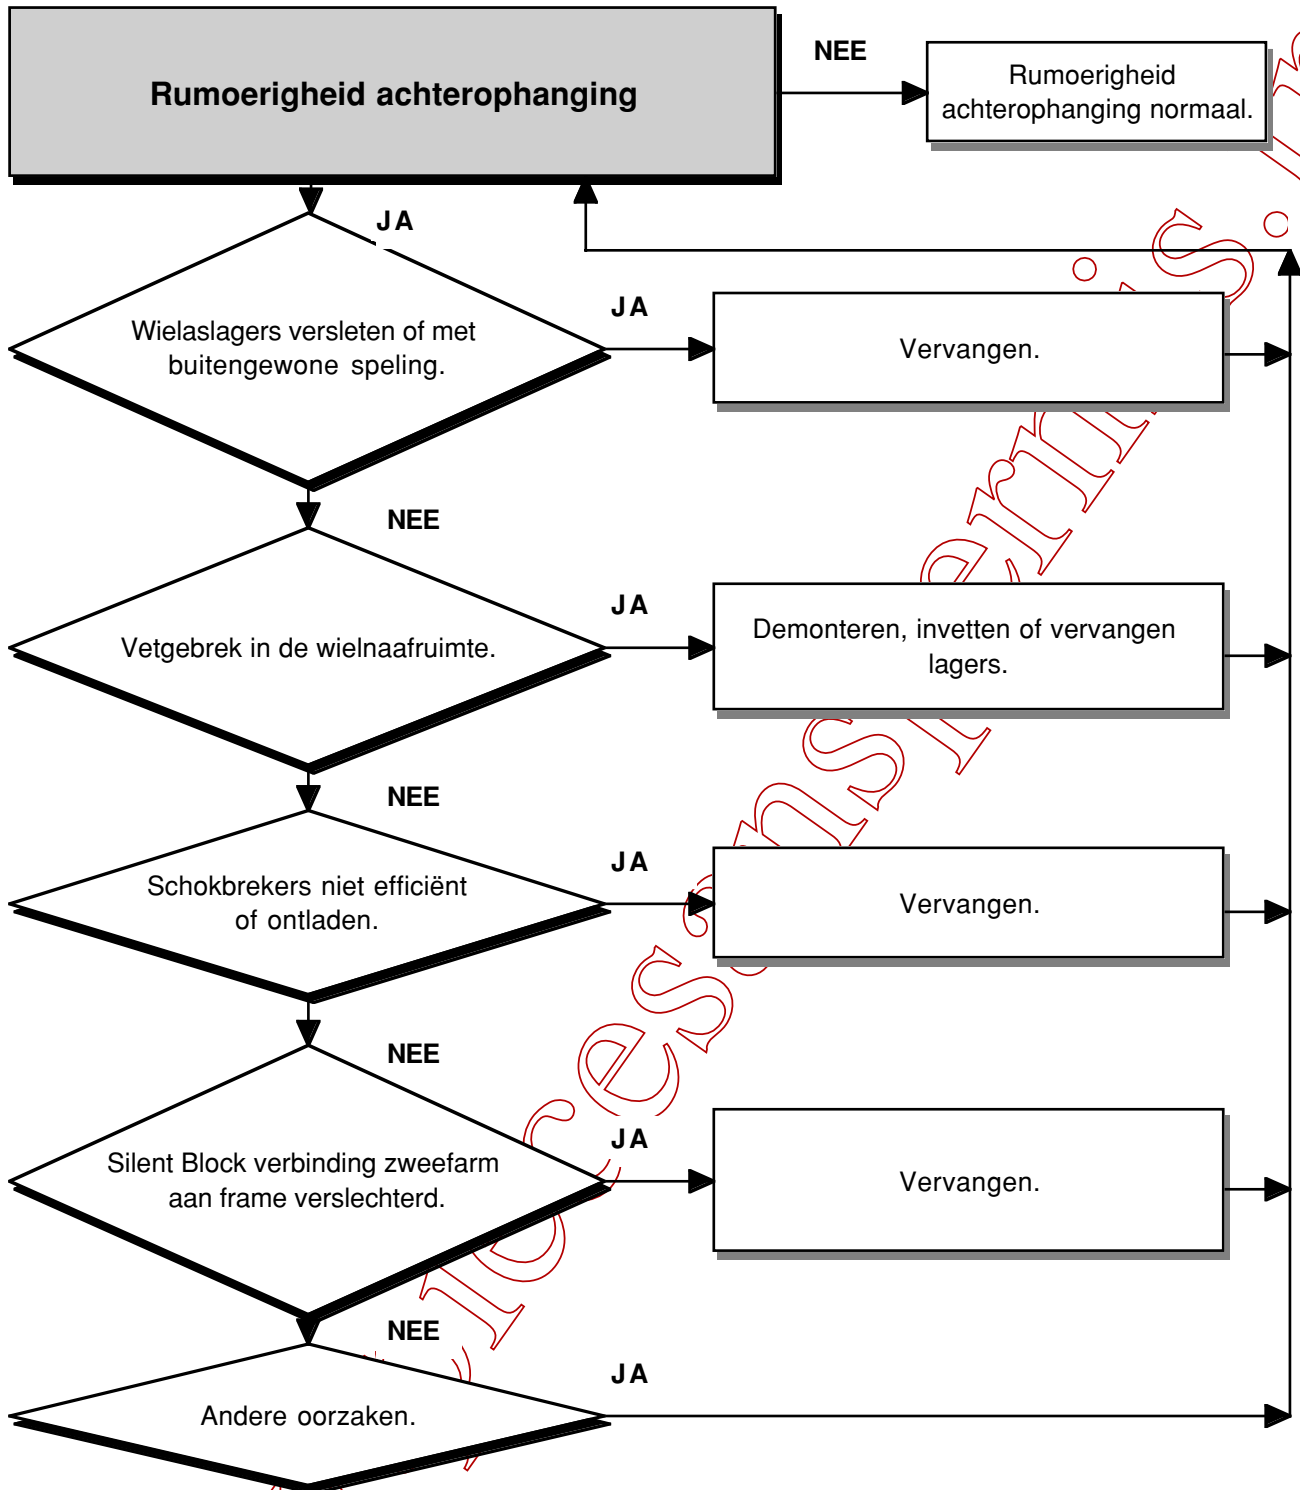 Rumoerigheid achterophanging
NEE
Rumoerigheid
achterophanging normaal.
JA
Wielaslagers versleten of met
buitengewone speling.
JA
Vervangen.
NEE
Vetgebrek in de wielnaafruimte.
JA
Demonteren, invetten of vervangen
lagers.
NEE
Schokbrekers niet efficiënt
of ontladen.
JA
Vervangen.
NEE
Silent Block verbinding zweefarm
aan frame verslechterd.
JA
Vervangen.
NEE
Andere oorzaken.
JA